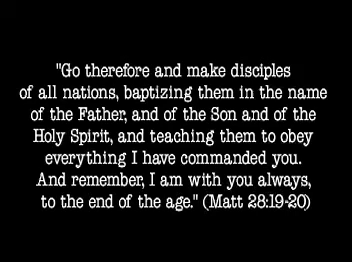 "Go therefore and make disciples
of all nations, baptizing them in the name
of the Father, and of the Son and of the
Holy Spirit, and teaching them to obey
everything I have commanded you.
And remember, I am with you always,
to the end of the age." (Matt 28:19-20)